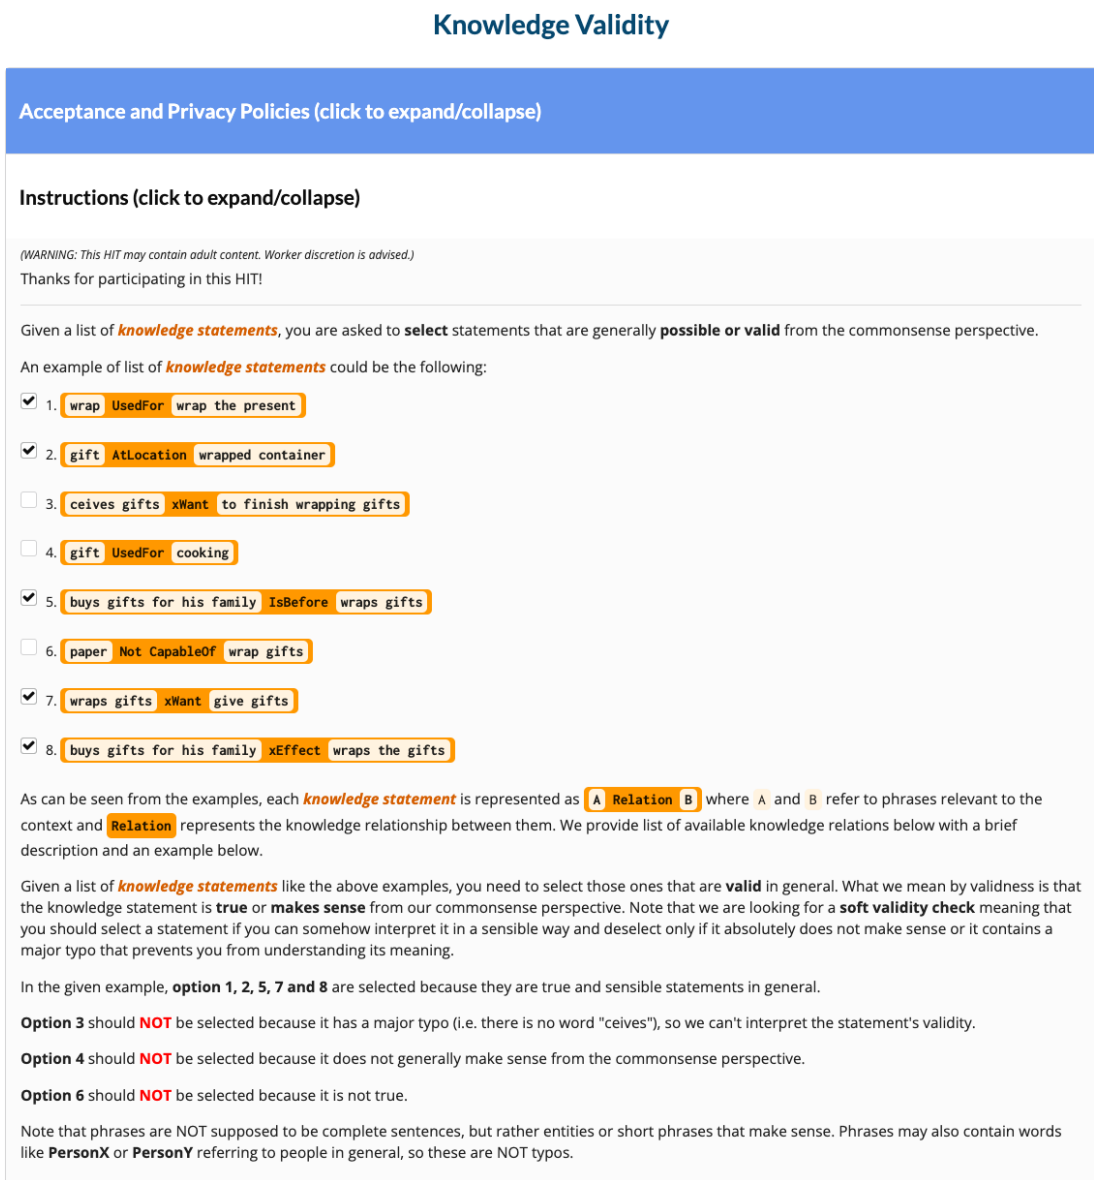 Knowledge Validity
Acceptance and Privacy Policies (click to expand/collapse)
Instructions (click to expand/collapse)
(WARNING: This HIT may contain adult content. Worker discretion is advised.)
Thanks for participating in this HIT!
Given a list of knowledge statements, you are asked to select statements that are generally possible or valid from the commonsense perspective.
An example of list of knowledge statements could be the following:
1. wrap UsedFor wrap the present
2. gift AtLocation wrapped container
3. ceives gifts xWant to finish wrapping gifts
4. gift UsedFor cooking
5. buys gifts for his family IsBefore wraps gifts
6. paper Not CapableOf wrap gifts
7. wraps gifts xWant give gifts
8. buys gifts for his family xEffect wraps the gifts
As can be seen from the examples, each knowledge statement is represented as A Relation B where A and B refer to phrases relevant to the
context and Relation represents the knowledge relationship between them. We provide list of available knowledge relations below with a brief
description and an example below.
Given a list of knowledge statements like the above examples, you need to select those ones that are valid in general. What we mean by validness is that
the knowledge statement is true or makes sense from our commonsense perspective. Note that we are looking for a soft validity check meaning that
you should select a statement if you can somehow interpret it in a sensible way and deselect only if it absolutely does not make sense or it contains a
major typo that prevents you from understanding its meaning.
In the given example, option 1, 2, 5, 7 and 8 are selected because they are true and sensible statements in general.
Option 3 should NOT be selected because it has a major typo (i.e. there is no word "ceives"), so we can't interpret the statement's validity.
Option 4 should NOT be selected because it does not generally make sense from the commonsense perspective.
Option 6 should NOT be selected because it is not true.
Note that phrases are NOT supposed to be complete sentences, but rather entities or short phrases that make sense. Phrases may also contain words
like PersonX or PersonY referring to people in general, so these are NOT typos.